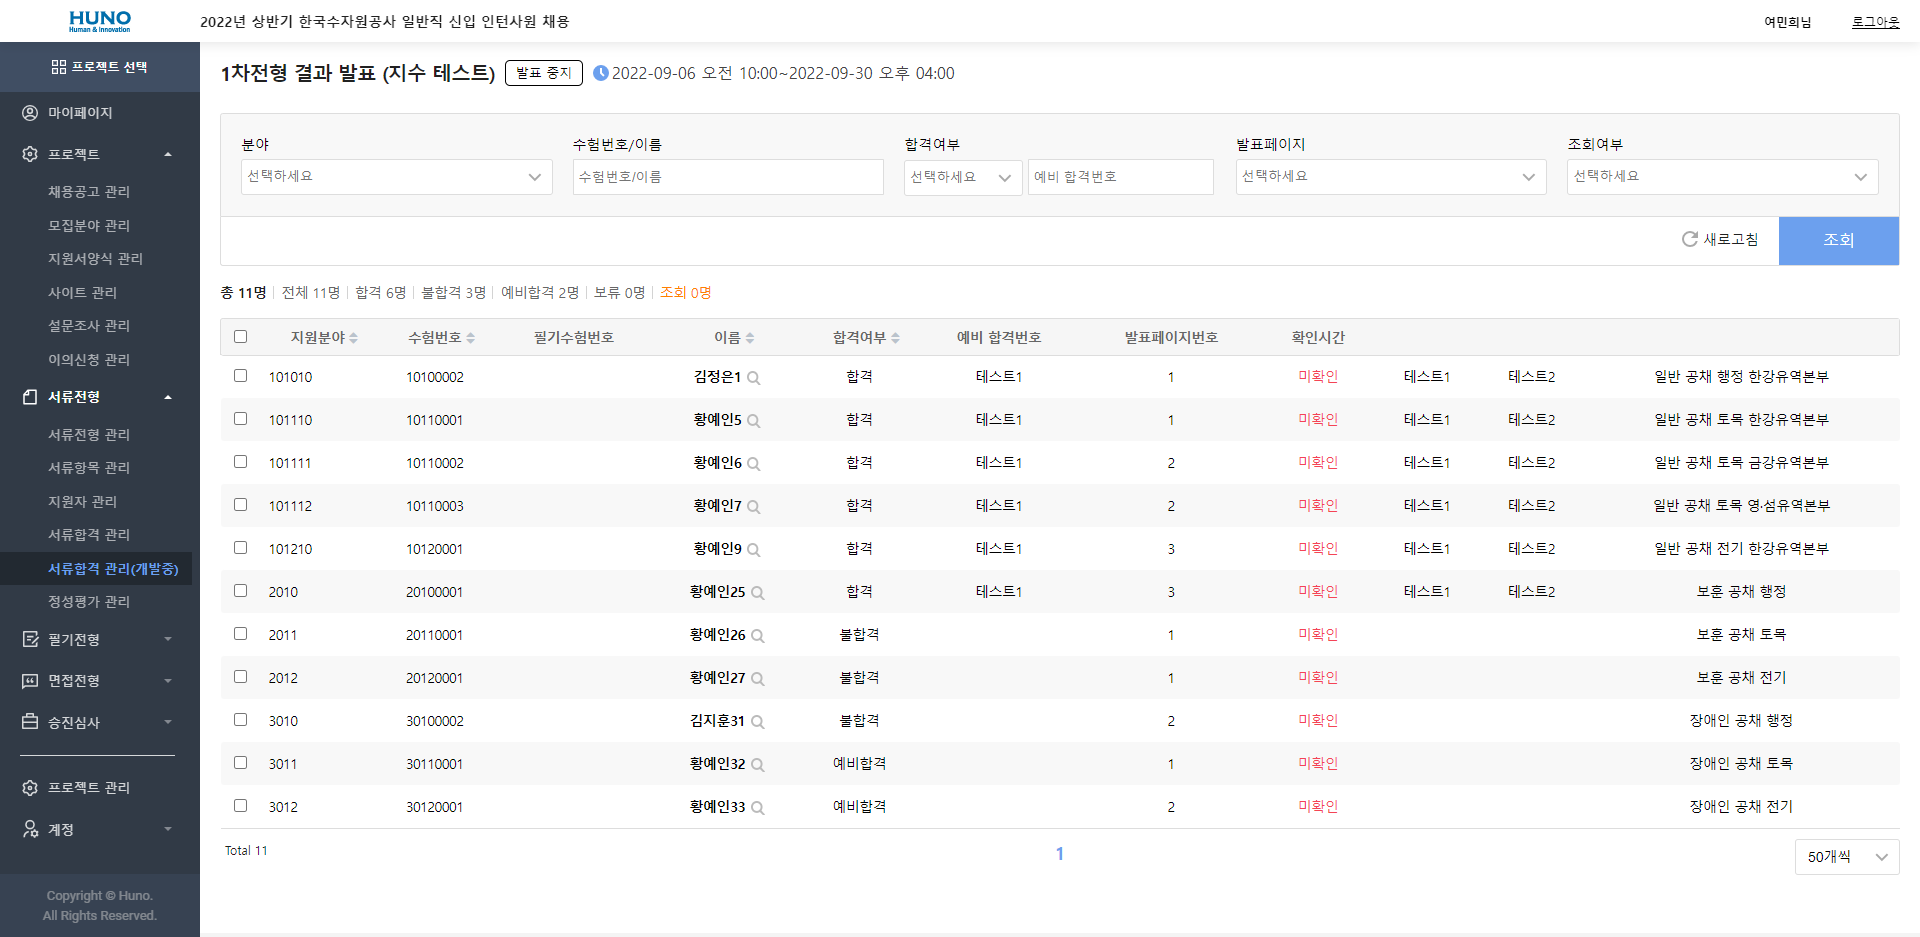 HUNO
Human & Innovation
2022년 상반기 한국수자원공사 일반직 신입 인턴사원 채용
여민희님
로그아웃
프로젝트 선택
마이페이지
프로젝트
채용공고 관리
모집분야 관리
지원서양식 관리
사이트 관리
설문조사 관리
이의신청 관리
서류전형
서류전형 관리
서류항목 관리
지원자 관리
서류합격 관리
서류합격 관리(개발중)
정성평가 관리
필기전형
면접전형
승진심사
프로젝트 관리
계정
Copyright © Huno.
All Rights Reserved.
1차전형 결과 발표 (지수 테스트) 발표 중지 2022-09-06 오전 10:00~2022-09-30 오후 04:00
분야 수험번호/이름 합격여부 발표페이지 조회여부
선택하세요 수험번호/이름 선택하세요 예비 합격번호 선택하세요 선택하세요
새로고침 조회
총 11명 전체 11명 합격 6명 불합격 3명 예비합격 2명 보류 0명 조회 0명
지원분야 수험번호 필기수험번호 이름 합격여부 예비 합격번호 발표페이지번호 확인시간
101010 10100002 김정은1 합격 테스트1 1 미확인 테스트1 테스트2 일반 공채 행정 한강유역본부
101110 10110001 황예인5 합격 테스트1 1 미확인 테스트1 테스트2 일반 공채 토목 한강유역본부
101111 10110002 황예인6 합격 테스트1 2 미확인 테스트1 테스트2 일반 공채 토목 금강유역본부
101112 10110003 황예인7 합격 테스트1 2 미확인 테스트1 테스트2 일반 공채 토목 영·섬유역본부
101210 10120001 황예인9 합격 테스트1 3 미확인 테스트1 테스트2 일반 공채 전기 한강유역본부
2010 20100001 황예인25 합격 테스트1 3 미확인 테스트1 테스트2 보훈 공채 행정
2011 20110001 황예인26 불합격 1 미확인 보훈 공채 토목
2012 20120001 황예인27 불합격 1 미확인 보훈 공채 전기
3010 30100002 김지훈31 불합격 2 미확인 장애인 공채 행정
3011 30110001 황예인32 예비합격 1 미확인 장애인 공채 토목
3012 30120001 황예인33 예비합격 2 미확인 장애인 공채 전기
Total 11 1 50개씩